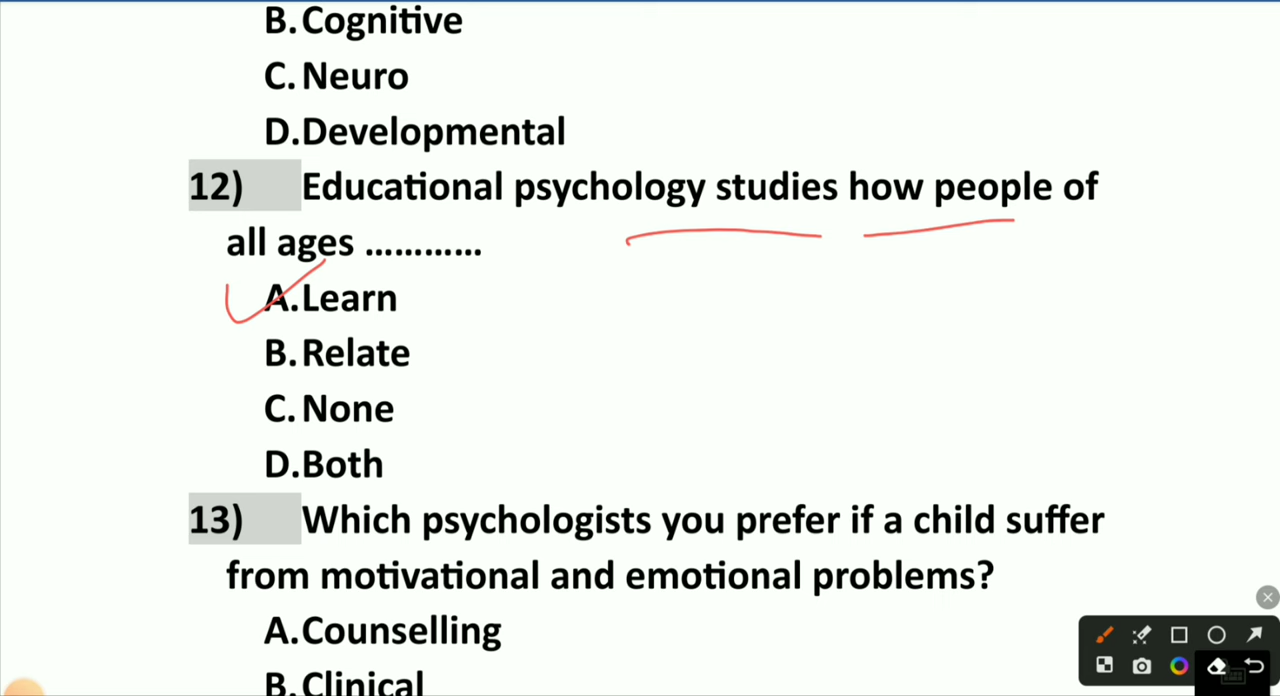 B. Cognitive
C. Neuro
D. Developmental
12) Educational psychology studies how people of
all ages ............
A. Learn
B. Relate
C. None
D. Both
13) Which psychologists you prefer if a child suffer
from motivational and emotional problems?
A. Counselling
B. Clinical